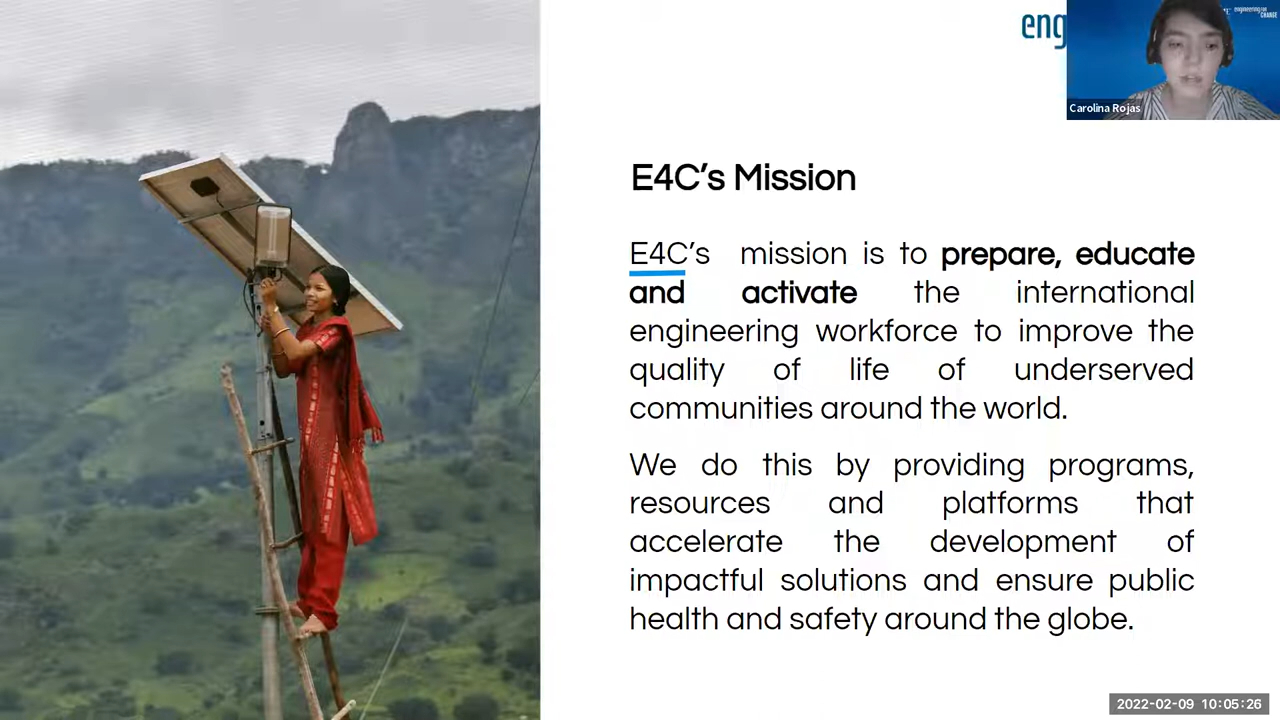 eng
engineering FOR
CHANGE
Carolina Rojas
E4C’s Mission
E4C’s mission is to prepare, educate
and activate the international
engineering workforce to improve the
quality of life of underserved
communities around the world.
We do this by providing programs,
resources and platforms that
accelerate the development of
impactful solutions and ensure public
health and safety around the globe.
2022-02-09 10:05:26